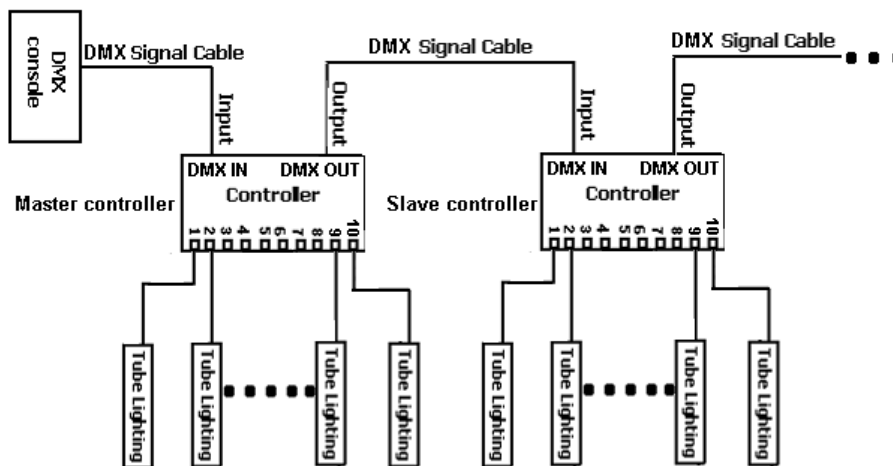 DMX
console
DMX Signal Cable
DMX Signal Cable
DMX Signal Cable
Input
Output
Input
Output
DMX IN
DMX OUT
Controller
Master controller
1 2 3 4 5 6 7 8 9 10
DMX IN
DMX OUT
Controller
Slave controller
1 2 3 4 5 6 7 8 9 10
Tube Lighting
Tube Lighting
Tube Lighting
Tube Lighting
Tube Lighting
Tube Lighting
Tube Lighting
Tube Lighting